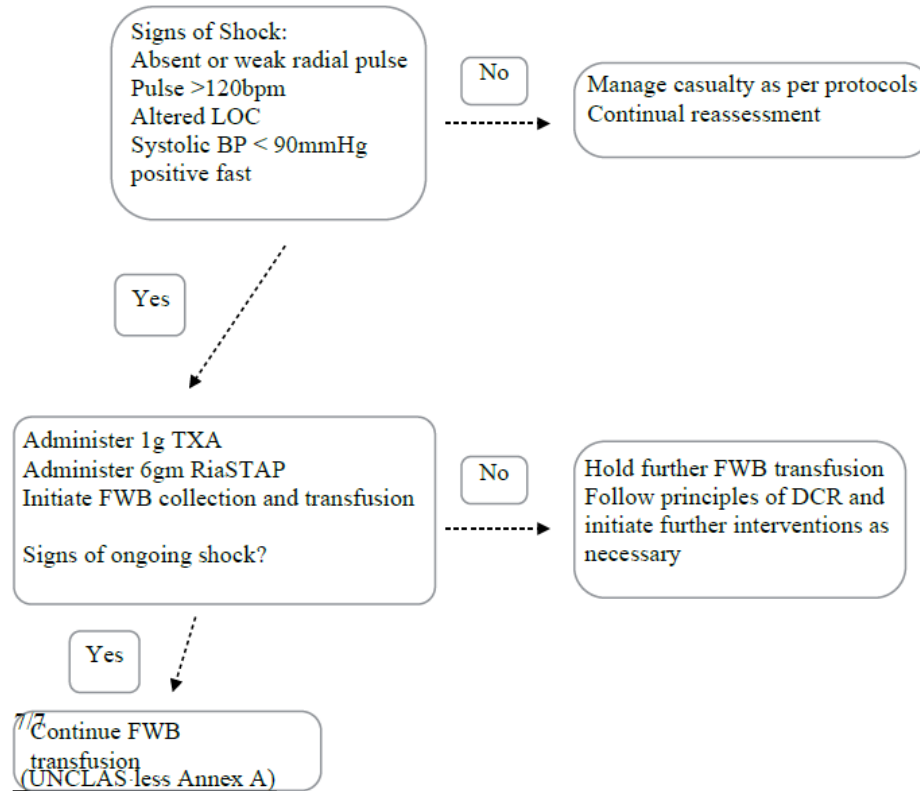 Signs of Shock:
Absent or weak radial pulse
Pulse >120bpm
Altered LOC
Systolic BP < 90mmHg
positive fast
No
Manage casualty as per protocols
Continual reassessment
Yes
Administer 1g TXA
Administer 6gm RiaSTAP
Initiate FWB collection and transfusion
Signs of ongoing shock?
No
Hold further FWB transfusion
Follow principles of DCR and
initiate further interventions as
necessary
Yes
7/7
Continue FWB
transfusion
(UNCLAS less Annex A)